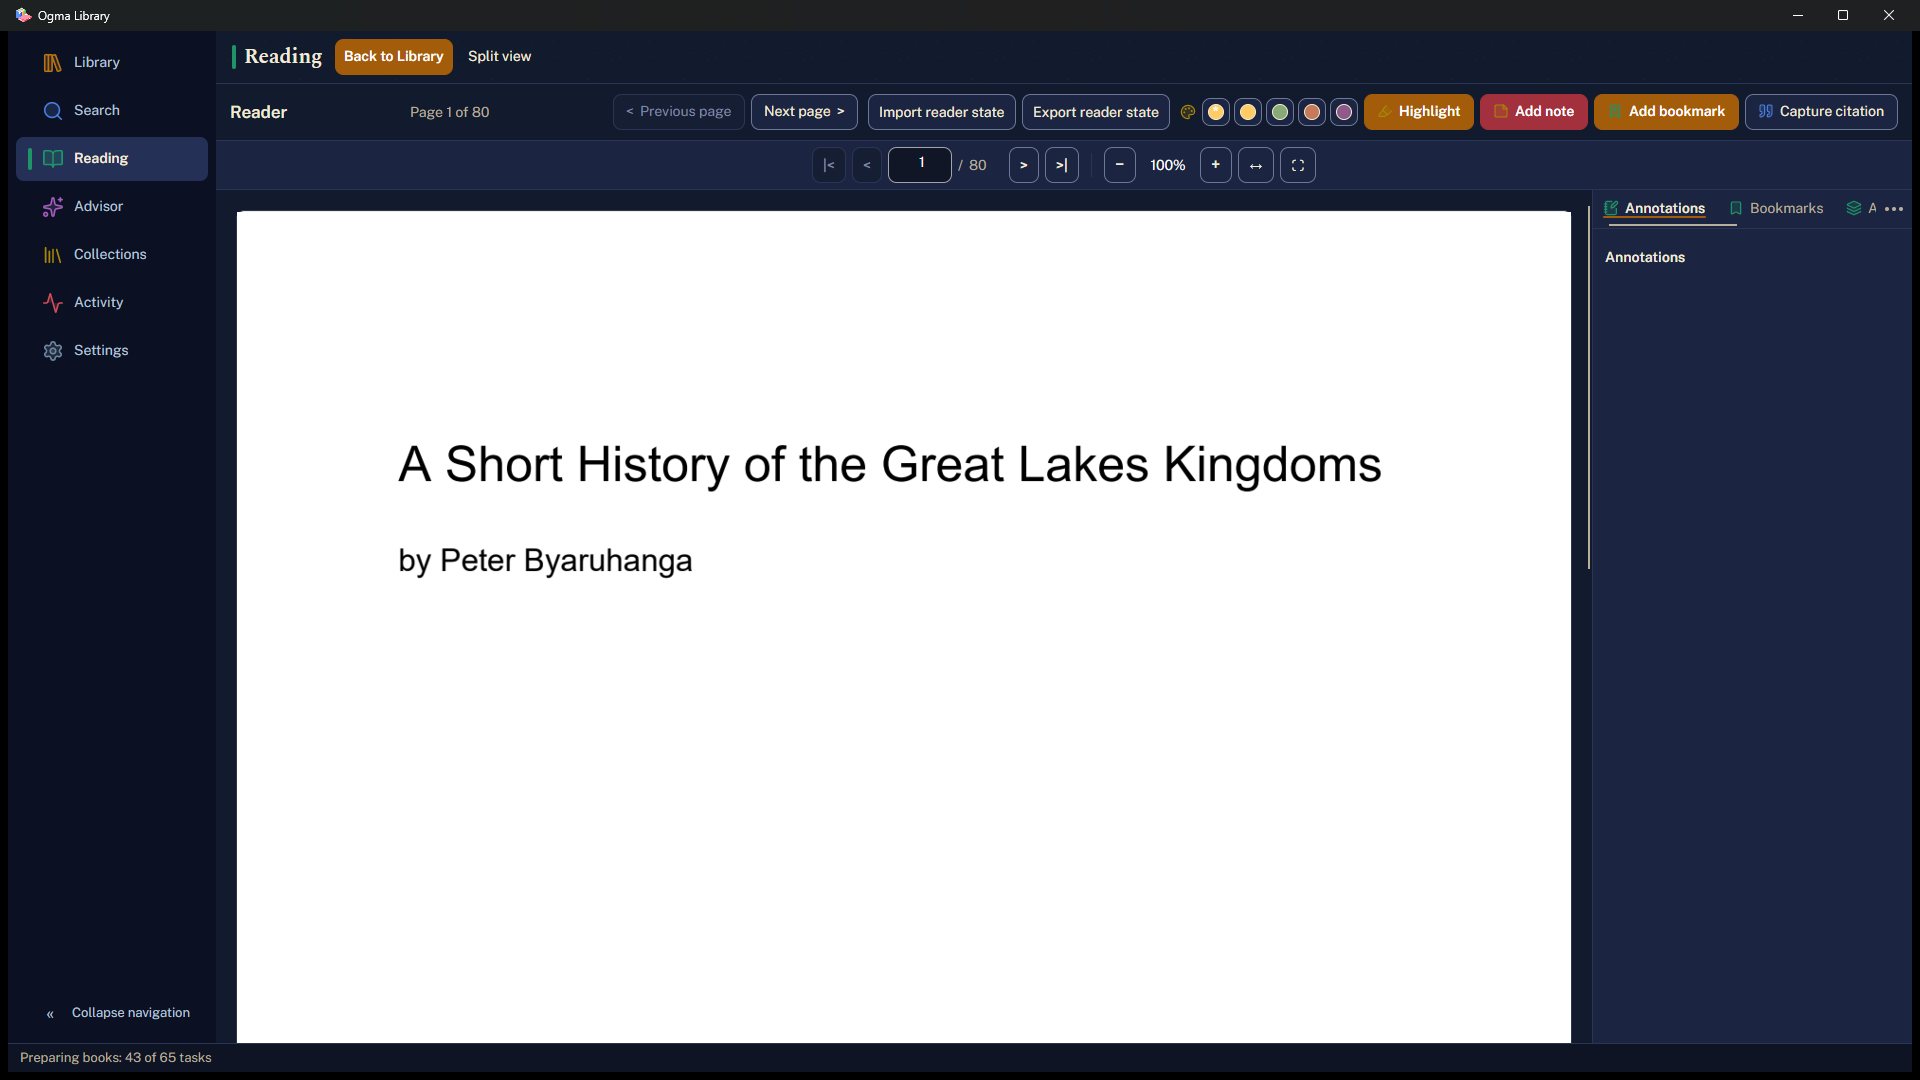 Ogma Library
Library
Search
Reading
Advisor
Collections
Activity
Settings
« Collapse navigation
Reading Back to Library Split view
Reader Page 1 of 80 < Previous page Next page > Import reader state Export reader state Highlight Add note Add bookmark Capture citation
|< < 1 / 80 > >| − 100% + ↔
A Short History of the Great Lakes Kingdoms
by Peter Byaruhanga
Annotations Bookmarks A •••
Annotations
Preparing books: 43 of 65 tasks